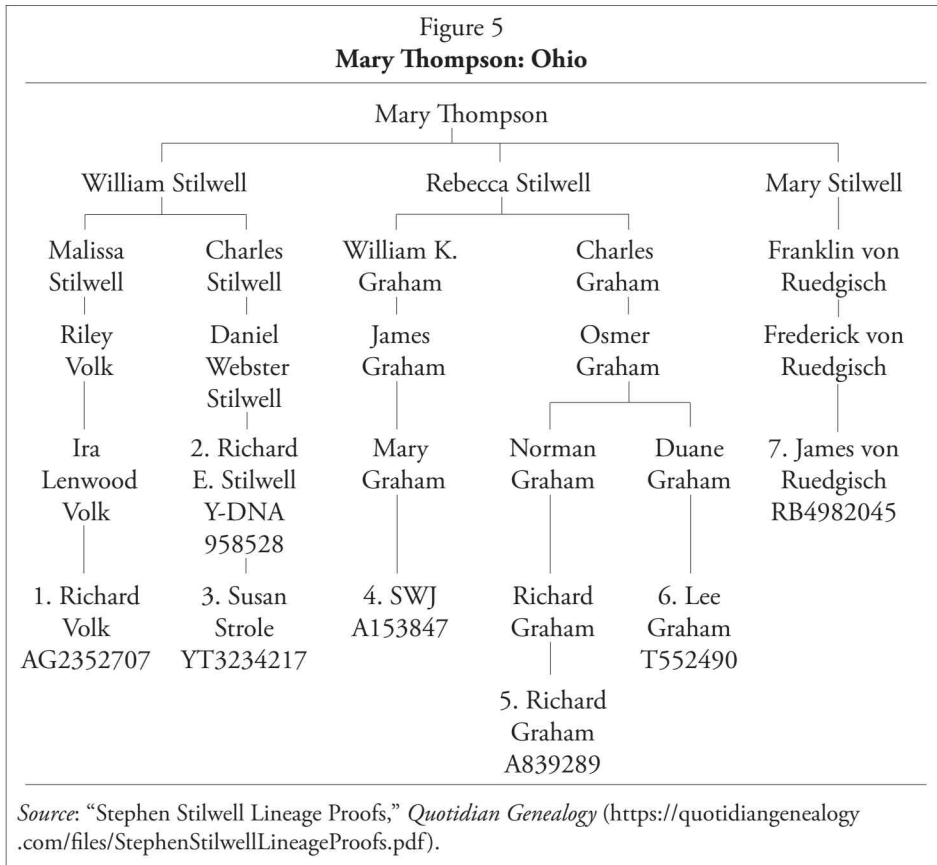 Figure 5
Mary Thompson: Ohio
Mary Thompson
William Stilwell
Rebecca Stilwell
Mary Stilwell
Malissa
Stilwell
Charles
Stilwell
William K.
Graham
Charles
Graham
Franklin von
Ruedgisch
Riley
Volk
Daniel
Webster
Stilwell
James
Graham
Osmer
Graham
Frederick von
Ruedgisch
Ira
Lenwood
Volk
2. Richard
E. Stilwell
Y-DNA
958528
Mary
Graham
Norman
Graham
Duane
Graham
7. James von
Ruedgisch
RB4982045
1. Richard
Volk
AG2352707
3. Susan
Strole
YT3234217
4. SWJ
A153847
Richard
Graham
6. Lee
Graham
T552490
5. Richard
Graham
A839289
Source: “Stephen Stilwell Lineage Proofs,” Quotidian Genealogy (https://quotidiangenealogy
.com/files/StephenStilwellLineageProofs.pdf).